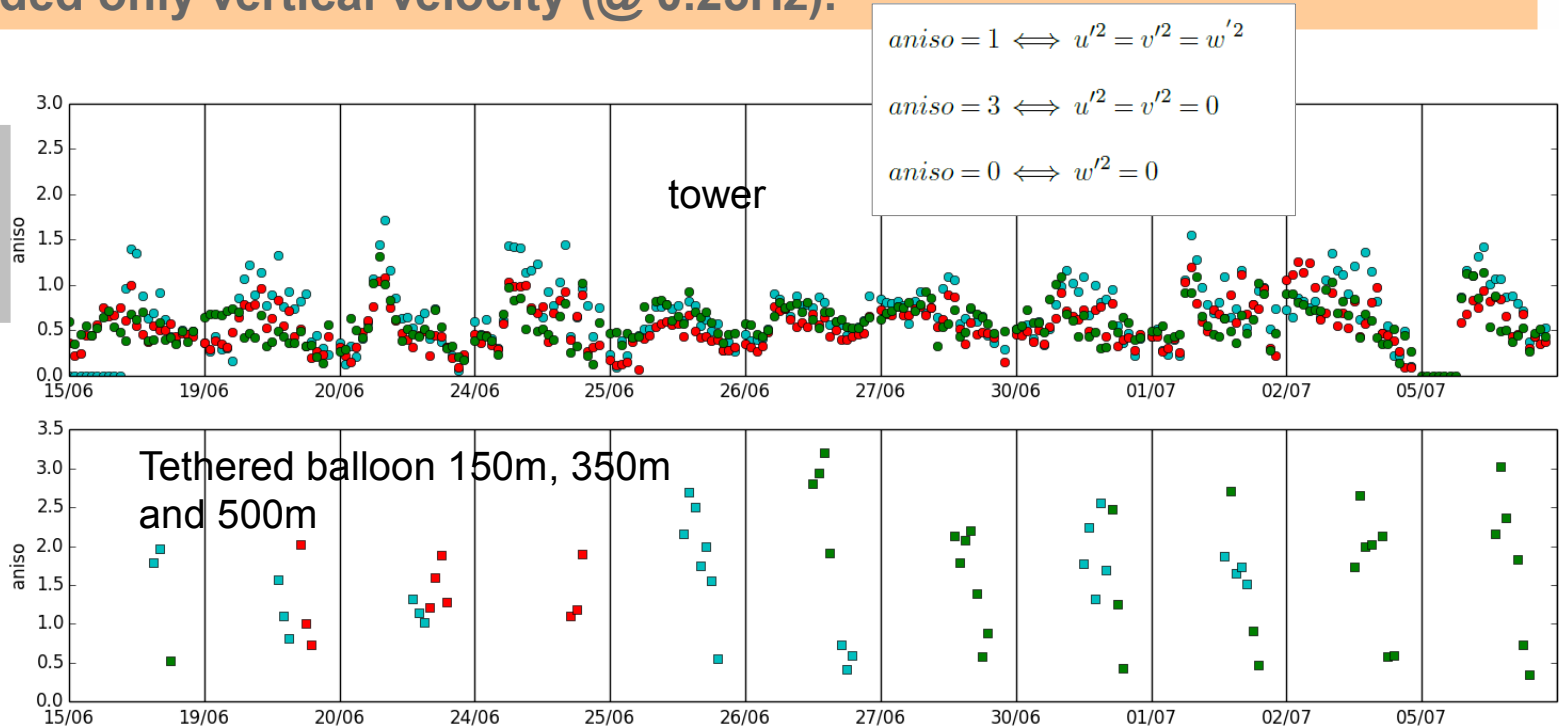 only vertical velocity (@ 0.25Hz).
aniso = 1 ⟺ u′2 = v′2 = w′2
aniso = 3 ⟺ u′2 = v′2 = 0
aniso = 0 ⟺ w′2 = 0
3.0
2.5
2.0
1.5
1.0
0.5
0.0
aniso
tower
15/06 19/06 20/06 24/06 25/06 26/06 27/06 30/06 01/07 02/07 05/07
3.5
3.0
2.5
2.0
1.5
1.0
0.5
0.0
aniso
Tethered balloon 150m, 350m
and 500m
15/06 19/06 20/06 24/06 25/06 26/06 27/06 30/06 01/07 02/07 05/07